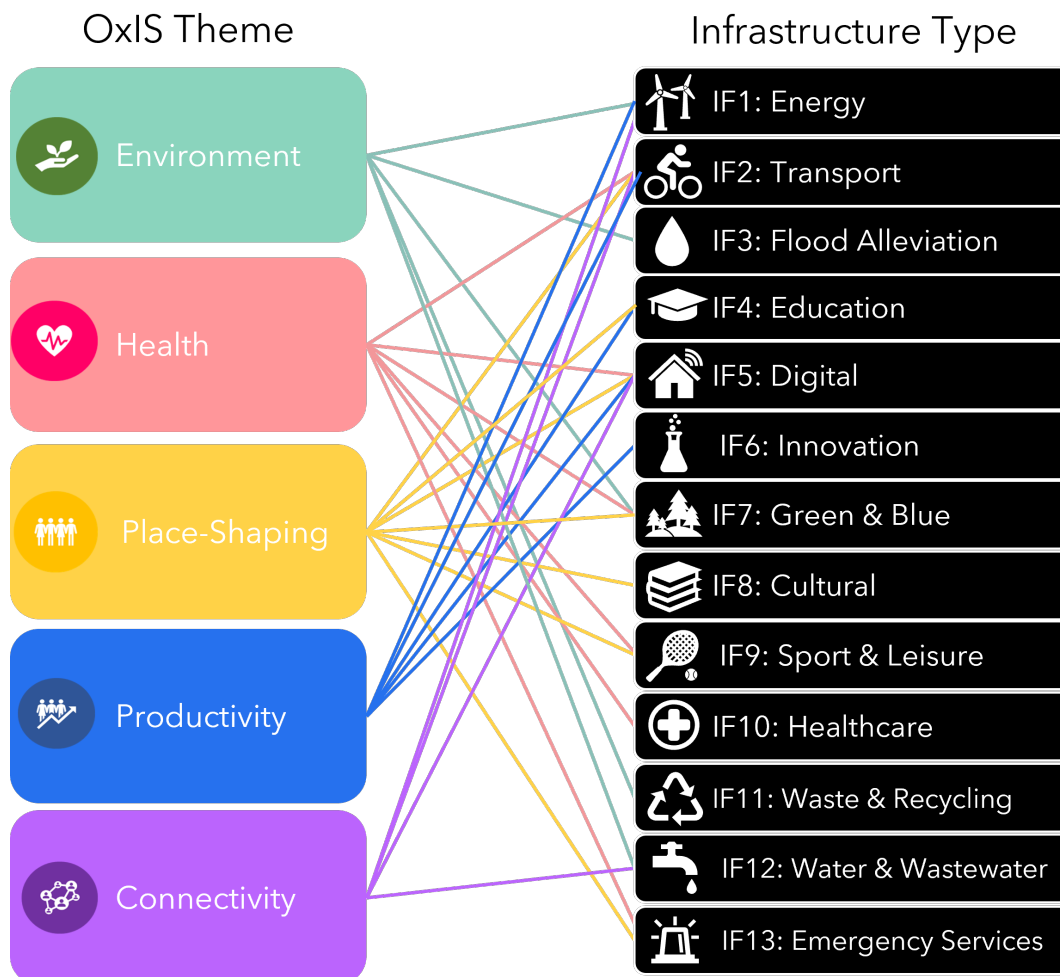 OxIS Theme
Infrastructure Type
Environment
Health
Place-Shaping
Productivity
Connectivity
IF1: Energy
IF2: Transport
IF3: Flood Alleviation
IF4: Education
IF5: Digital
IF6: Innovation
IF7: Green & Blue
IF8: Cultural
IF9: Sport & Leisure
IF10: Healthcare
IF11: Waste & Recycling
IF12: Water & Wastewater
IF13: Emergency Services